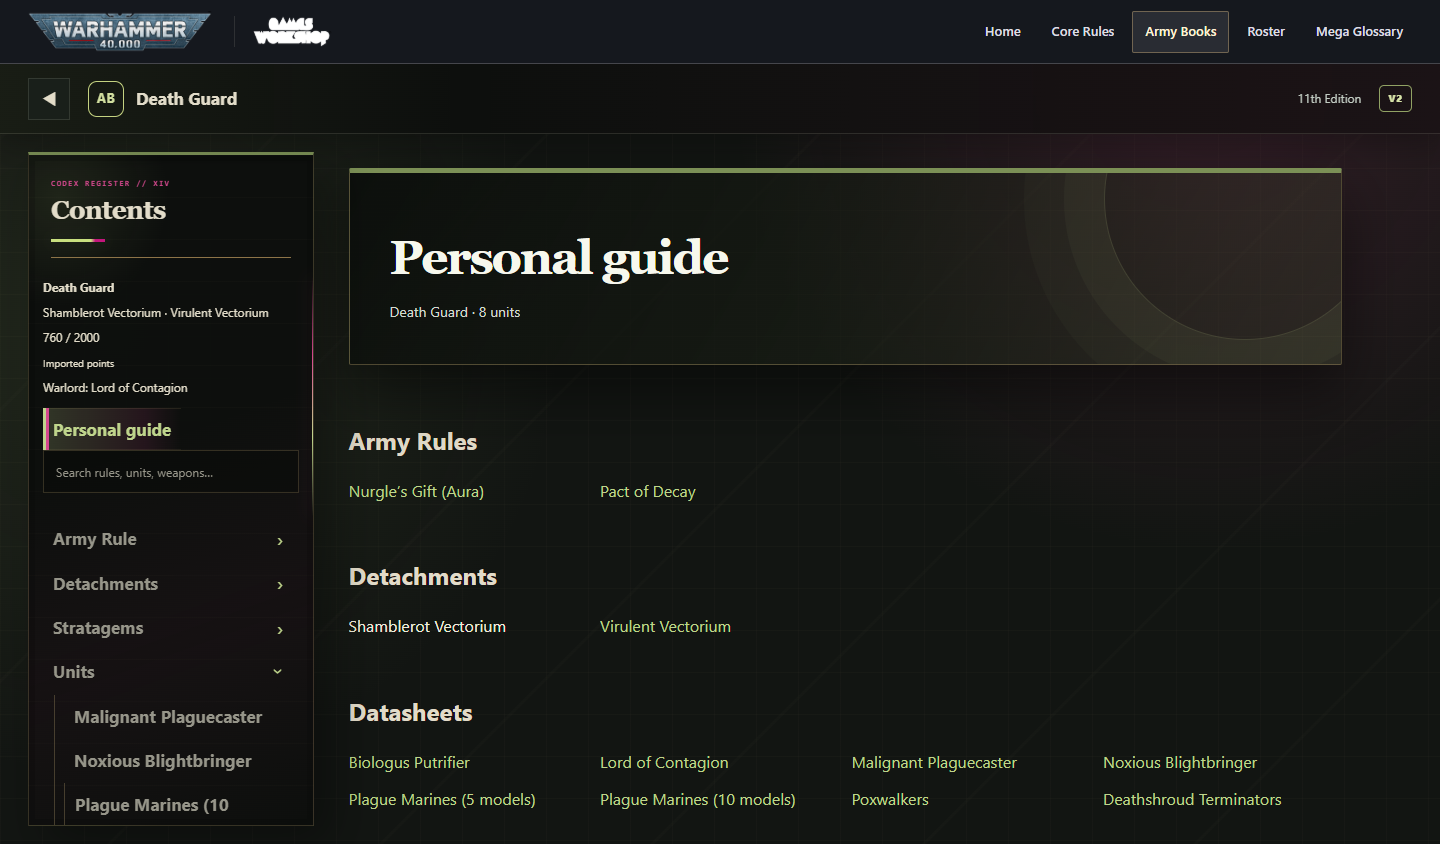 WARHAMMER
40.000
GAMES
WORKSHOP
Home
Core Rules
Army Books
Roster
Mega Glossary
◀
AB
Death Guard
11th Edition
V2
CODEX REGISTER // XIV
Contents
Death Guard
Shamblerot Vectorium · Virulent Vectorium
760 / 2000
Imported points
Warlord: Lord of Contagion
Personal guide
Search rules, units, weapons...
Army Rule
Detachments
Stratagems
Units
Malignant Plaguecaster
Noxious Blightbringer
Plague Marines (10
Personal guide
Death Guard · 8 units
Army Rules
Nurgle’s Gift (Aura)
Pact of Decay
Detachments
Shamblerot Vectorium
Virulent Vectorium
Datasheets
Biologus Putrifier
Lord of Contagion
Malignant Plaguecaster
Noxious Blightbringer
Plague Marines (5 models)
Plague Marines (10 models)
Poxwalkers
Deathshroud Terminators